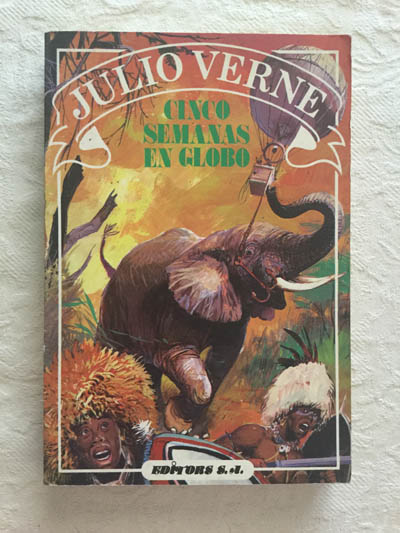 JULIO VERNE
CINCO
SEMANAS
EN GLOBO
EDITORS S.A.